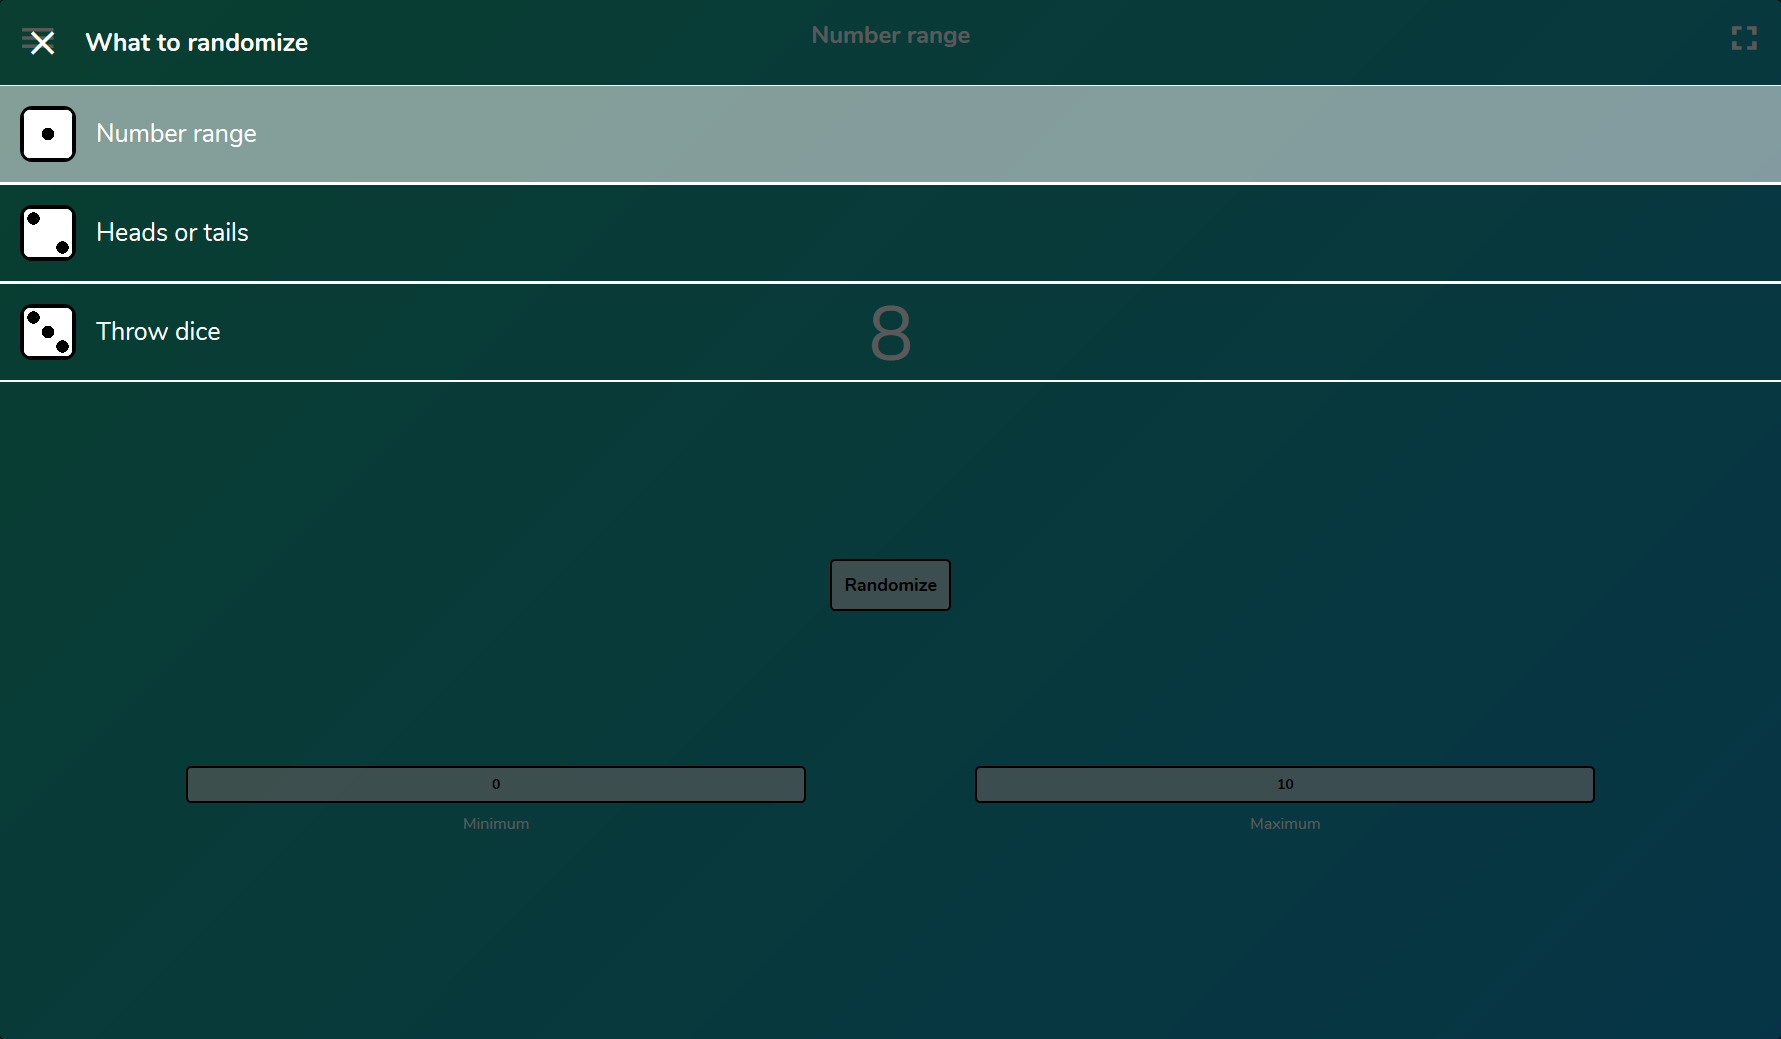 What to randomize
Number range
Number range
Heads or tails
Throw dice
8
Randomize
0
10
Minimum
Maximum